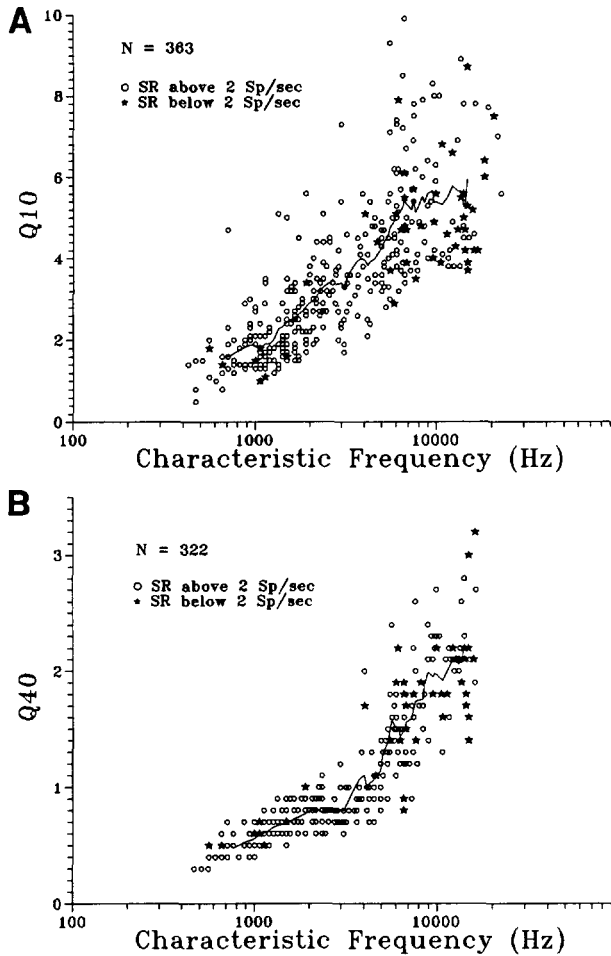 A
N = 363
SR above 2 Sp/sec
SR below 2 Sp/sec
10
8
6
4
2
0
Q10
100
1000
10000
Characteristic Frequency (Hz)
B
N = 322
SR above 2 Sp/sec
SR below 2 Sp/sec
3
2
1
0
Q40
100
1000
10000
Characteristic Frequency (Hz)